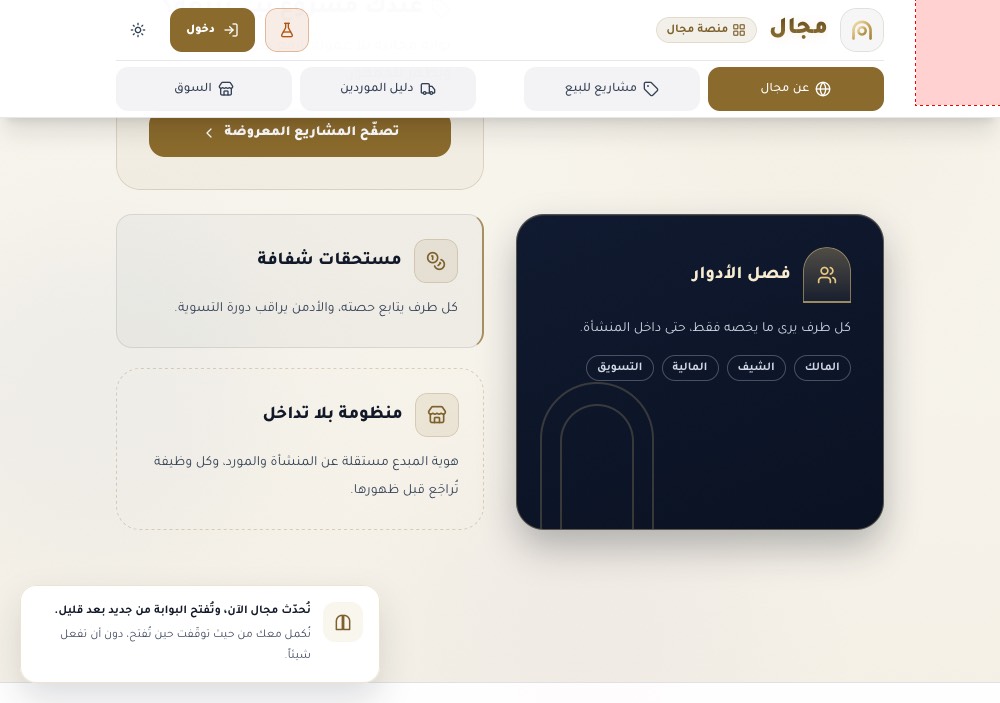 مجال
منصة مجال
دخول
عن مجال
مشاريع للبيع
دليل الموردين
السوق
تصفّح المشاريع المعروضة
فصل الأدوار
كل طرف يرى ما يخصه فقط، حتى داخل المنشأة.
المالك
الشيف
المالية
التسويق
مستحقات شفافة
كل طرف يتابع حصته، والأدمن يراقب دورة التسوية.
منظومة بلا تداخل
هوية المبدع مستقلة عن المنشأة والمورد، وكل وظيفة
تُراجَع قبل ظهورها.
نُحدّث مجال الآن، وتُفتح البوابة من جديد بعد قليل.
نُكمل معك من حيث توقّفت حين تُفتح، دون أن تفعل
شيئاً.